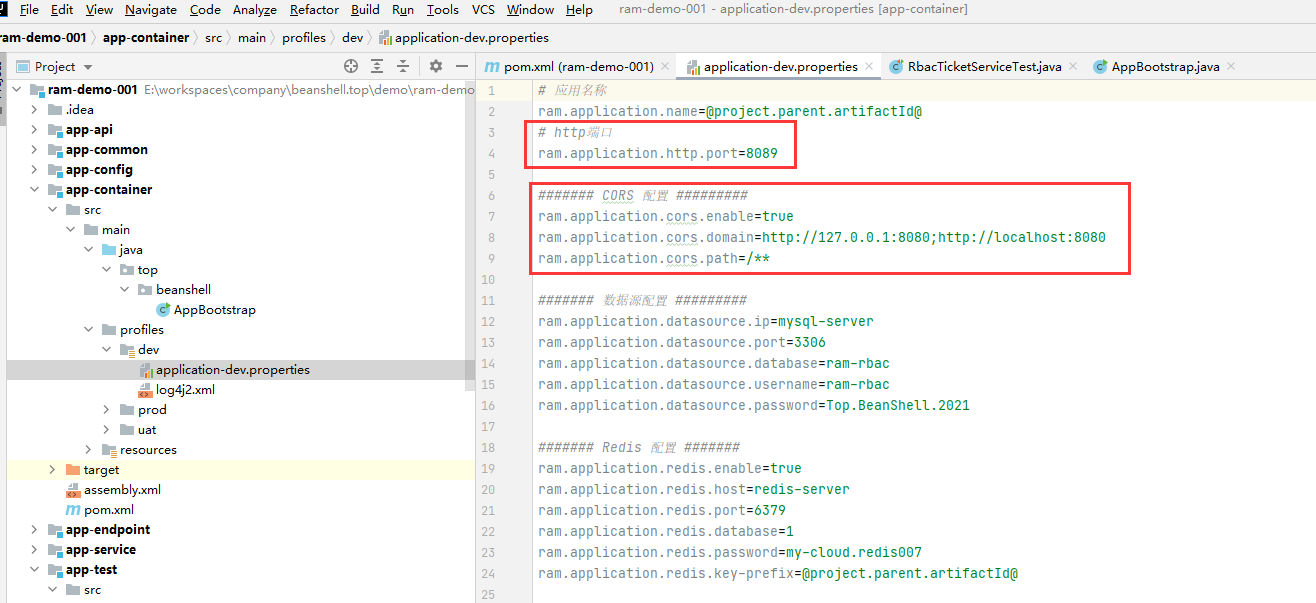 File Edit View Navigate Code Analyze Refactor Build Run Tools VCS Window Help ram-demo-001 - application-dev.properties [app-container]
ram-demo-001 app-container src main profiles dev application-dev.properties
Project
pom.xml (ram-demo-001) application-dev.properties RbacTicketServiceTest.java AppBootstrap.java
ram-demo-001 E:\workspaces\company\beanshell.top\demo\ram-demo
.idea
app-api
app-common
app-config
app-container
src
main
java
top
beanshell
AppBootstrap
profiles
dev
application-dev.properties
log4j2.xml
prod
uat
resources
target
assembly.xml
pom.xml
app-endpoint
app-service
app-test
src
1 # 应用名称
2 ram.application.name=@project.parent.artifactId@
3 # http端口
4 ram.application.http.port=8089
5
6 ####### CORS 配置 #########
7 ram.application.cors.enable=true
8 ram.application.cors.domain=http://127.0.0.1:8080;http://localhost:8080
9 ram.application.cors.path=/**
10
11 ####### 数据源配置 #########
12 ram.application.datasource.ip=mysql-server
13 ram.application.datasource.port=3306
14 ram.application.datasource.database=ram-rbac
15 ram.application.datasource.username=ram-rbac
16 ram.application.datasource.password=Top.BeanShell.2021
17
18 ####### Redis 配置 #######
19 ram.application.redis.enable=true
20 ram.application.redis.host=redis-server
21 ram.application.redis.port=6379
22 ram.application.redis.database=1
23 ram.application.redis.password=my-cloud.redis007
24 ram.application.redis.key-prefix=@project.parent.artifactId@
25